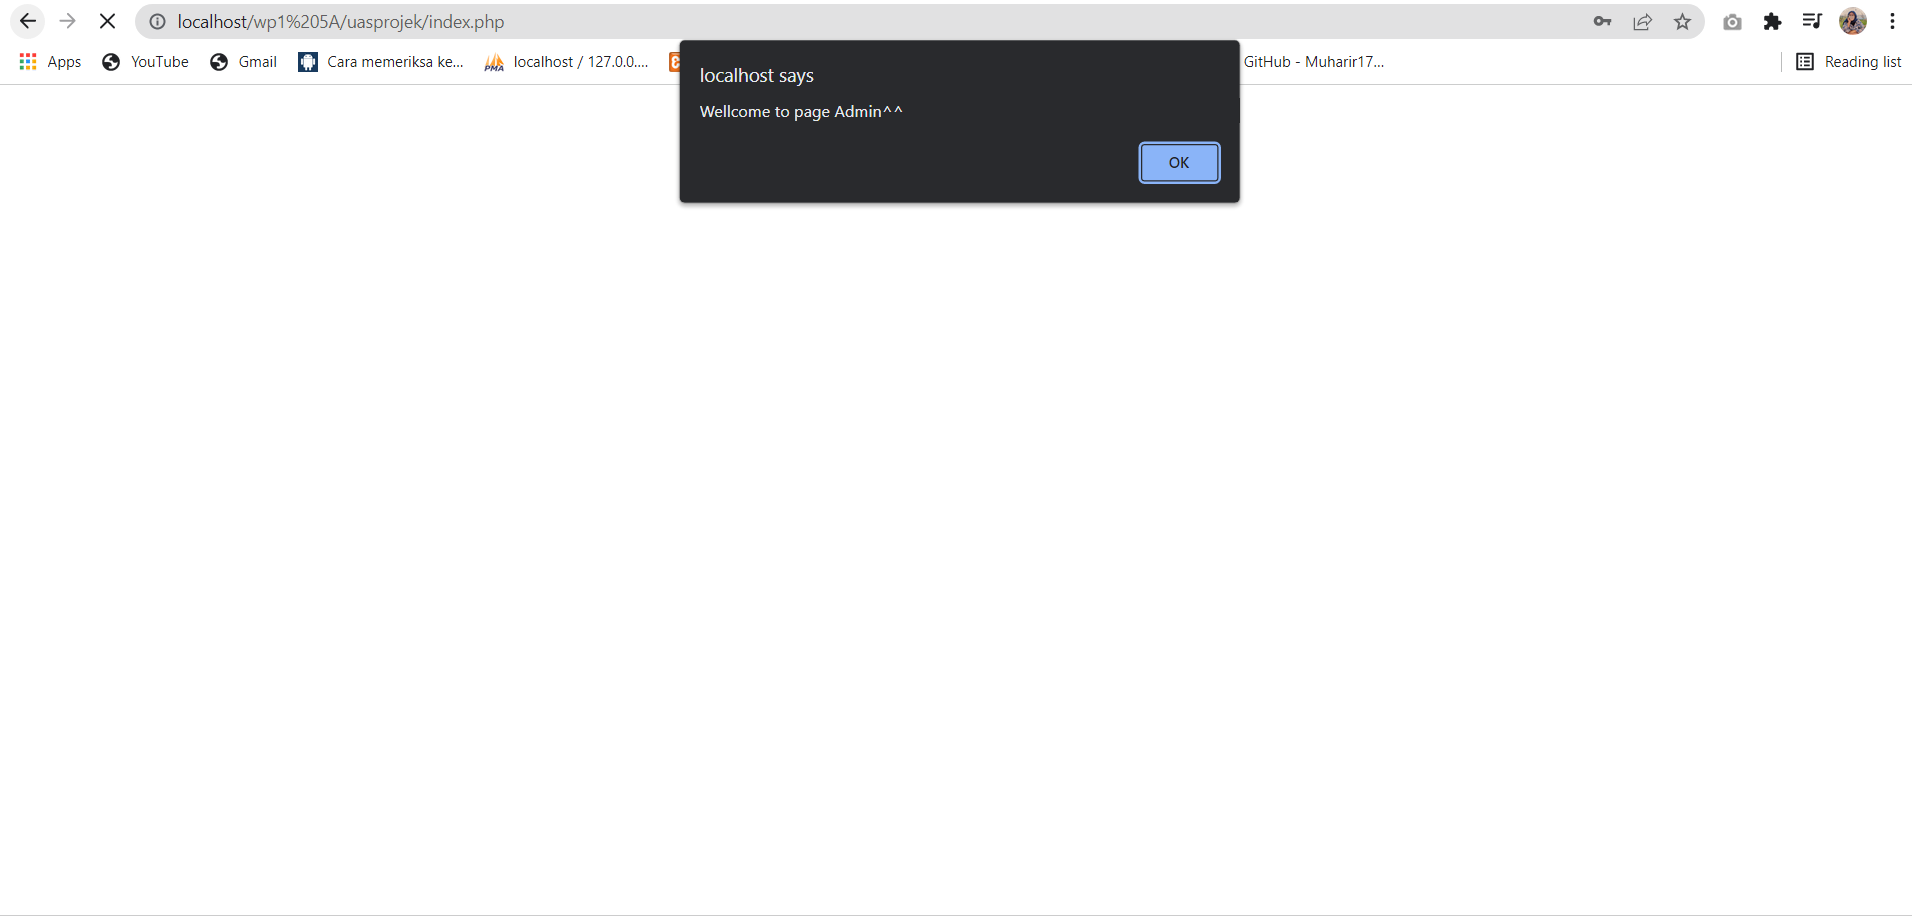 localhost/wp1%205A/uasprojek/index.php
Apps YouTube Gmail Cara memeriksa ke... PMA localhost / 127.0.0.... GitHub - Muharir17... Reading list
localhost says
Wellcome to page Admin^^
OK